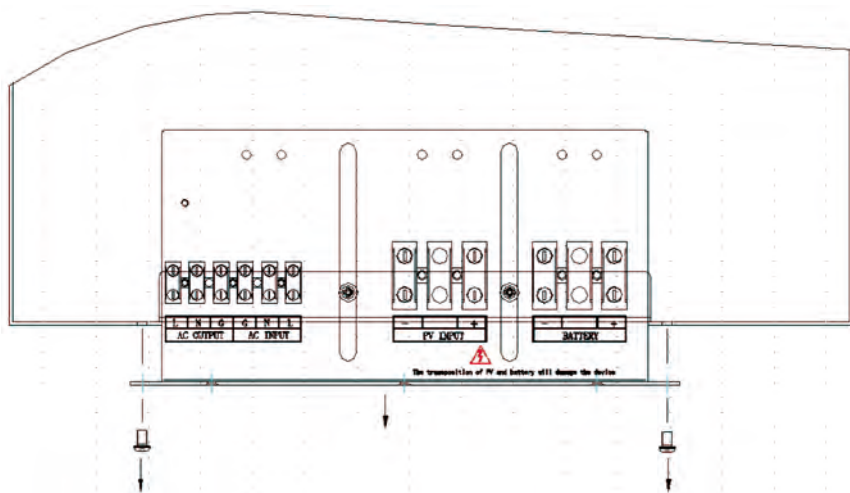 L N G G N L
AC OUTPUT AC INPUT
- +
PV INPUT
- +
BATTERY
The transposition of PV and battery will damage the device